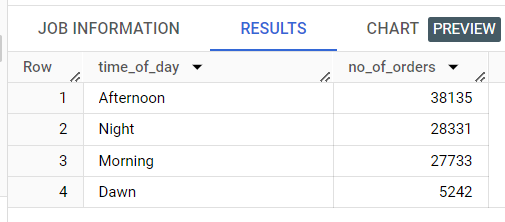 JOB INFORMATION RESULTS CHART PREVIEW
Row time_of_day no_of_orders
1 Afternoon 38135
2 Night 28331
3 Morning 27733
4 Dawn 5242